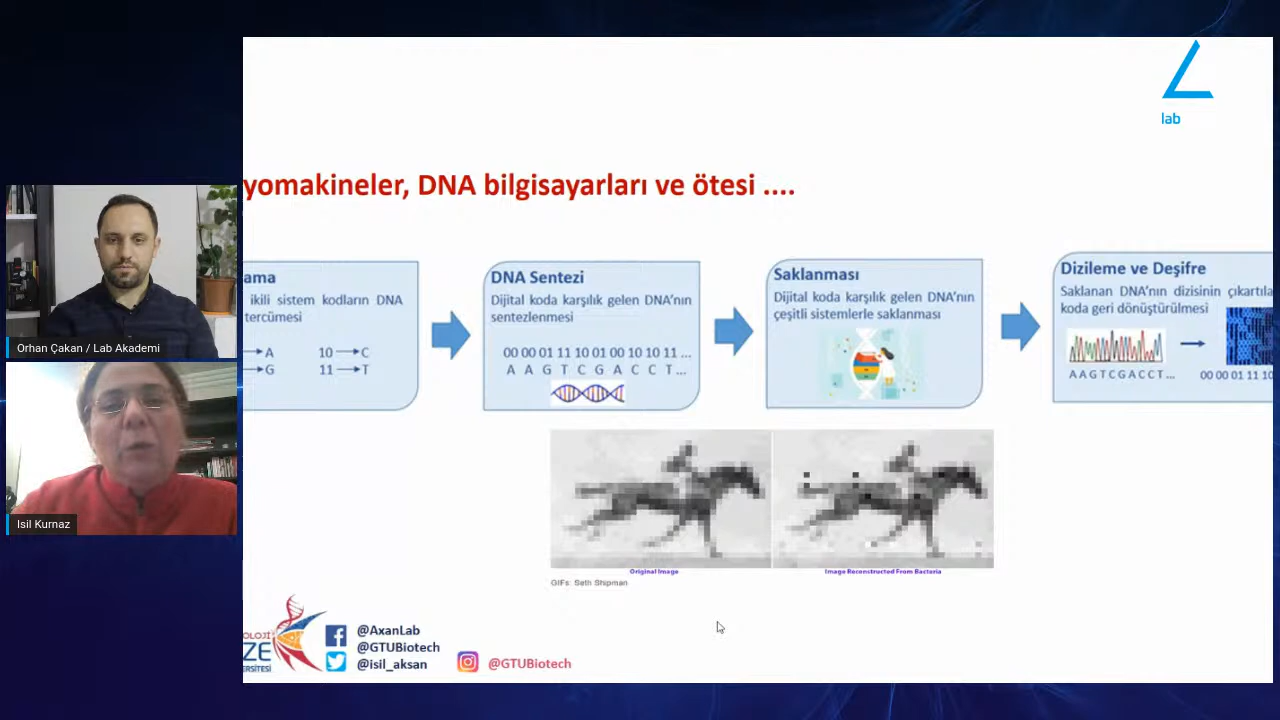 lab
yomakineler, DNA bilgisayarları ve ötesi ....
ama
ikili sistem kodların DNA
tercümesi
→A 10→C
→G 11→T
DNA Sentezi
Dijital koda karşılık gelen DNA'nın
sentezlenmesi
00 00 01 11 10 01 00 10 10 11 ...
A A G T C G A C C T...
Saklanması
Dijital koda karşılık gelen DNA'nın
çeşitli sistemlerle saklanması
Dizileme ve Deşifre
Saklanan DNA'nın dizisinin çıkartıla
koda geri dönüştürülmesi
AAGTCGACCT...
00 00 01 11 10
Original Image
Image Reconstructed From Bacteria
GIFs: Seth Shipman
Orhan Çakan / Lab Akademi
Isil Kurnaz
OLOJİ
ZE
ERSİTESİ
@AxanLab
@GTUBiotech
@isil_aksan
@GTUBiotech